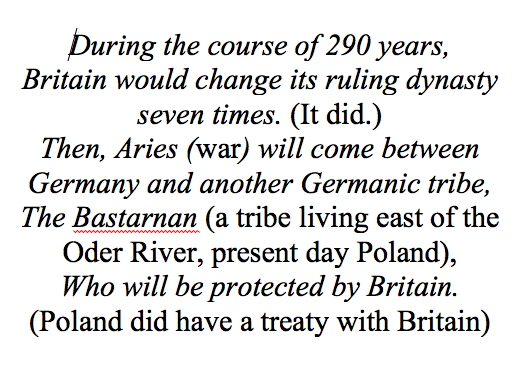 During the course of 290 years,
Britain would change its ruling dynasty
seven times. (It did.)
Then, Aries (war) will come between
Germany and another Germanic tribe,
The Bastarnan (a tribe living east of the
Oder River, present day Poland),
Who will be protected by Britain.
(Poland did have a treaty with Britain)